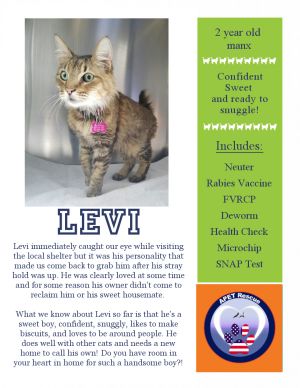 2 year old
manx
Confident
Sweet
and ready to
snuggle!
Includes:
Neuter
Rabies Vaccine
FVRCP
Deworm
Health Check
Microchip
SNAP Test
LEVI
Levi immediately caught our eye while visiting
the local shelter but it was his personality that
made us come back to grab him after his stray
hold was up. He was clearly loved at some time
and for some reason his owner didn't come to
reclaim him or his sweet housemate.
What we know about Levi so far is that he's a
sweet boy, confident, snuggly, likes to make
biscuits, and loves to be around people. He
does well with other cats and needs a new
home to call his own! Do you have room in
your heart in home for such a handsome boy?!
APET Rescue